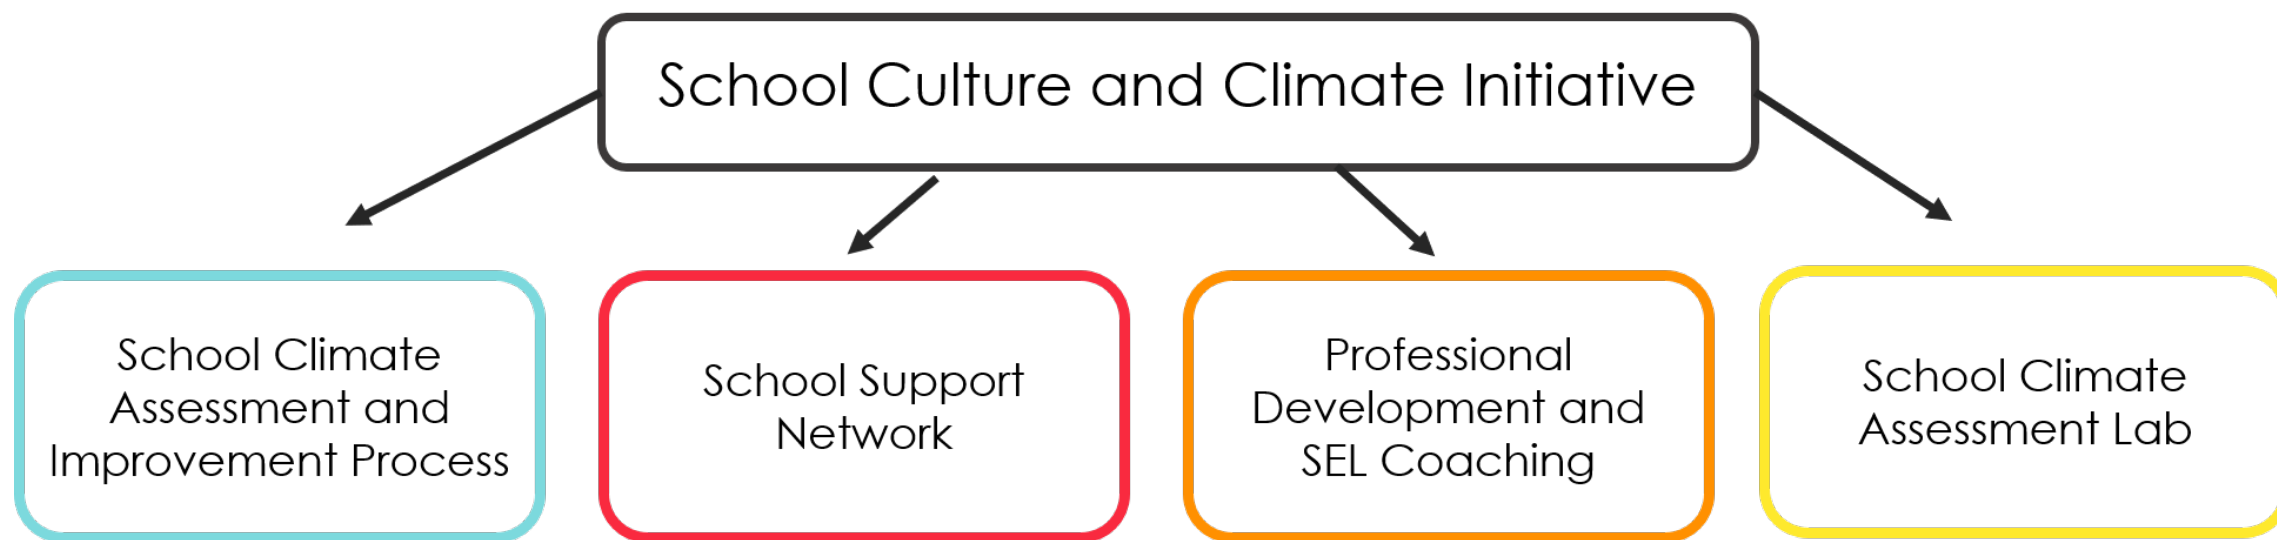 School Culture and Climate Initiative
School Climate
Assessment and
Improvement Process
School Support
Network
Professional
Development and
SEL Coaching
School Climate
Assessment Lab